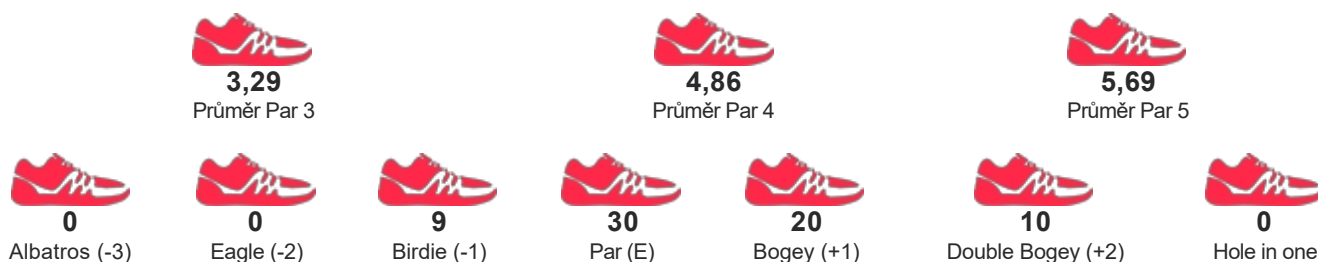 3,29 4,86 5,69
Průměr Par 3 Průměr Par 4 Průměr Par 5
0 0 9 30 20 10 0
Albatros (-3) Eagle (-2) Birdie (-1) Par (E) Bogey (+1) Double Bogey (+2) Hole in one